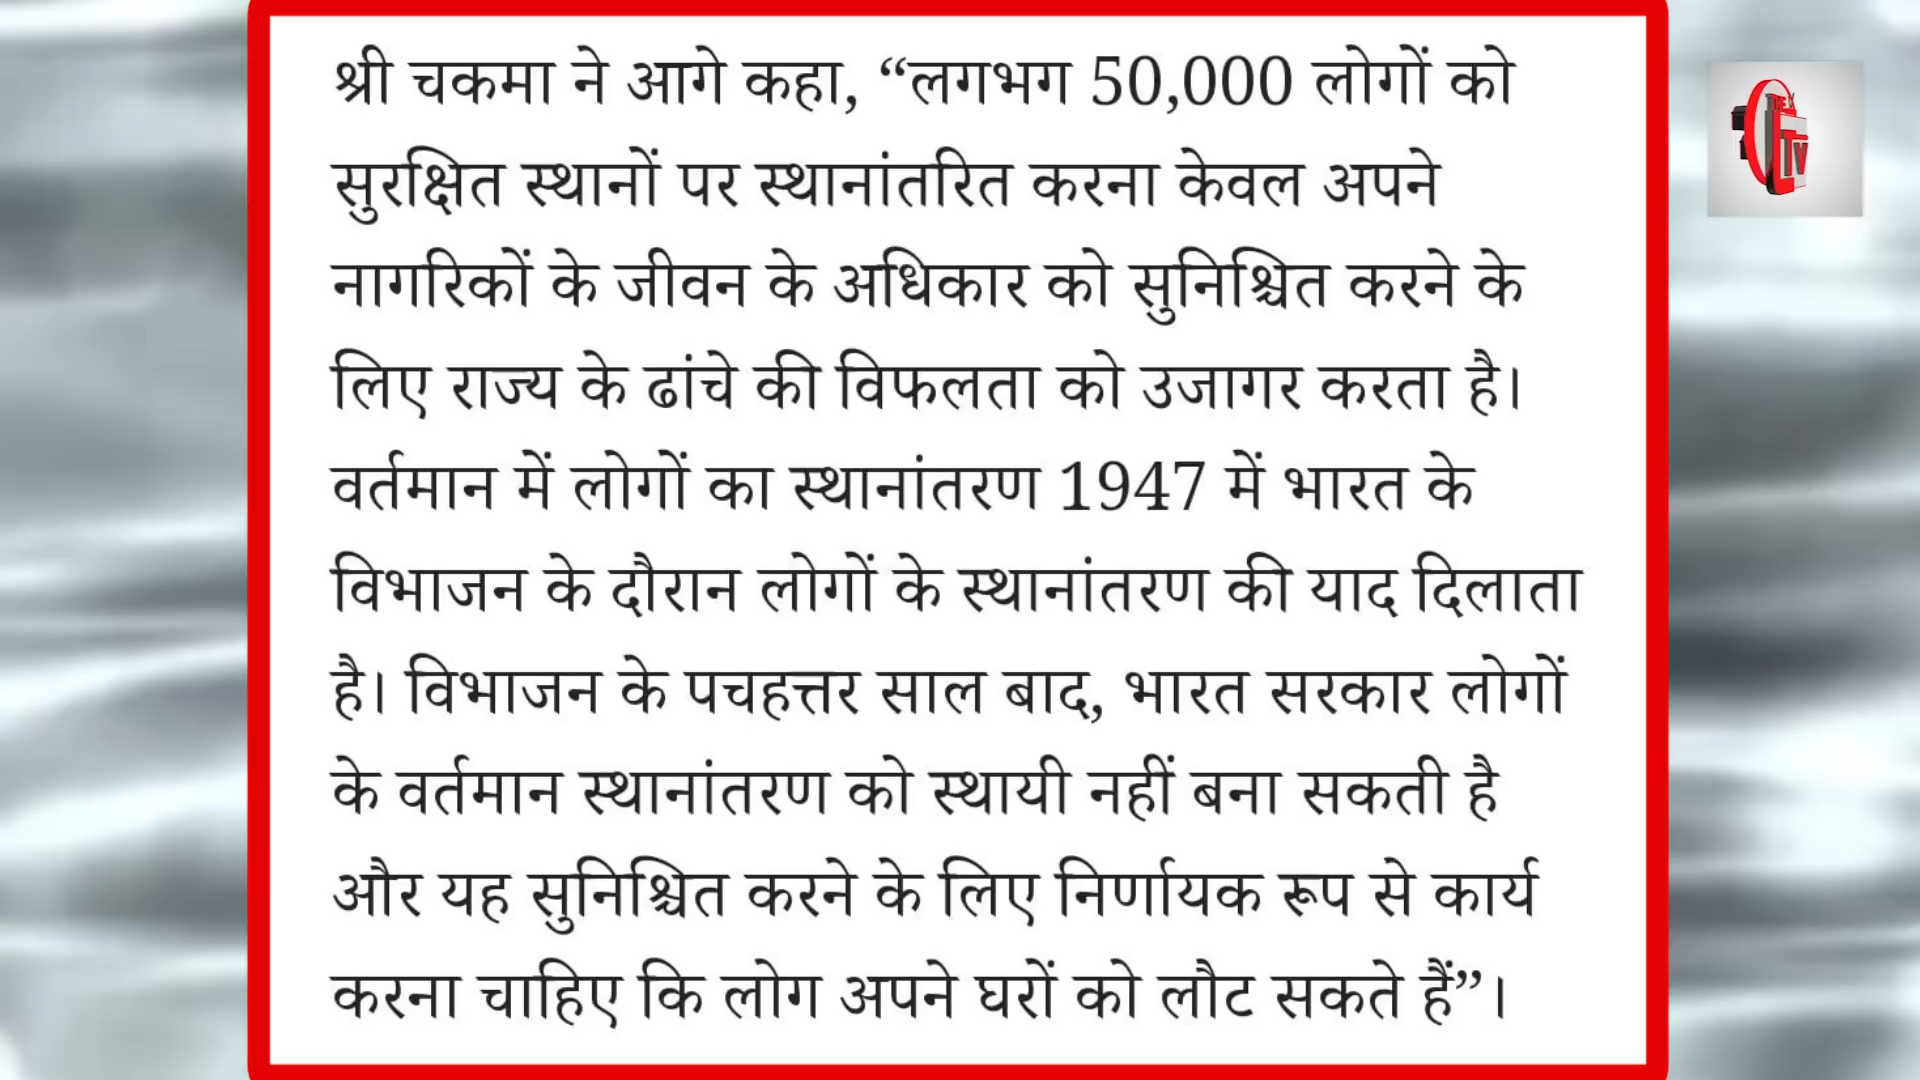 श्री चकमा ने आगे कहा, “लगभग 50,000 लोगों को
सुरक्षित स्थानों पर स्थानांतरित करना केवल अपने
नागरिकों के जीवन के अधिकार को सुनिश्चित करने के
लिए राज्य के ढांचे की विफलता को उजागर करता है।
वर्तमान में लोगों का स्थानांतरण 1947 में भारत के
विभाजन के दौरान लोगों के स्थानांतरण की याद दिलाता
है। विभाजन के पचहत्तर साल बाद, भारत सरकार लोगों
के वर्तमान स्थानांतरण को स्थायी नहीं बना सकती है
और यह सुनिश्चित करने के लिए निर्णायक रूप से कार्य
करना चाहिए कि लोग अपने घरों को लौट सकते हैं”।
TV